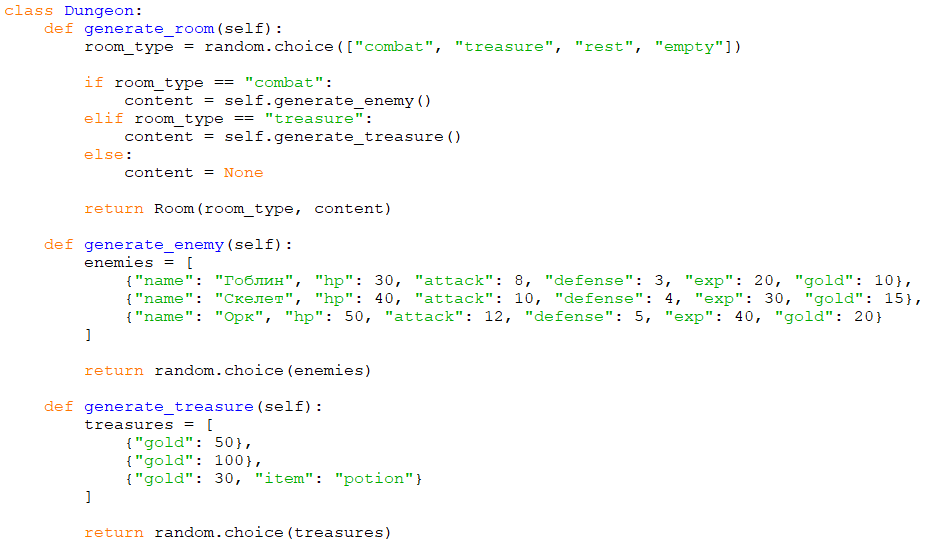 class Dungeon:
    def generate_room(self):
        room_type = random.choice(["combat", "treasure", "rest", "empty"])

        if room_type == "combat":
            content = self.generate_enemy()
        elif room_type == "treasure":
            content = self.generate_treasure()
        else:
            content = None

        return Room(room_type, content)

    def generate_enemy(self):
        enemies = [
            {"name": "Гоблин", "hp": 30, "attack": 8, "defense": 3, "exp": 20, "gold": 10},
            {"name": "Скелет", "hp": 40, "attack": 10, "defense": 4, "exp": 30, "gold": 15},
            {"name": "Орк", "hp": 50, "attack": 12, "defense": 5, "exp": 40, "gold": 20}
        ]

        return random.choice(enemies)

    def generate_treasure(self):
        treasures = [
            {"gold": 50},
            {"gold": 100},
            {"gold": 30, "item": "potion"}
        ]

        return random.choice(treasures)